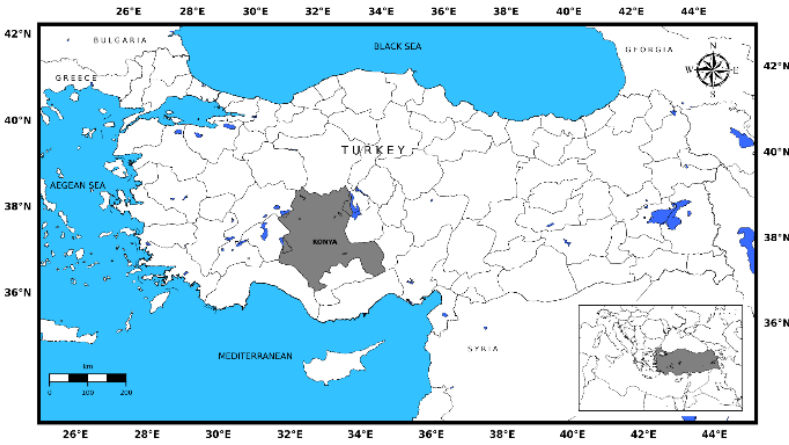 26°E 28°E 30°E 32°E 34°E 36°E 38°E 40°E 42°E 44°E
42°N
BULGARIA
BLACK SEA
GEORGIA
N
42°N
GREECE
W E
S
40°N
TURKEY
40°N
AEGEAN SEA
38°N
KONYA
38°N
36°N
36°N
SYRIA
MEDITERRANEAN
km
0 100 200
26°E 28°E 30°E 32°E 34°E 36°E 38°E 40°E 42°E 44°E